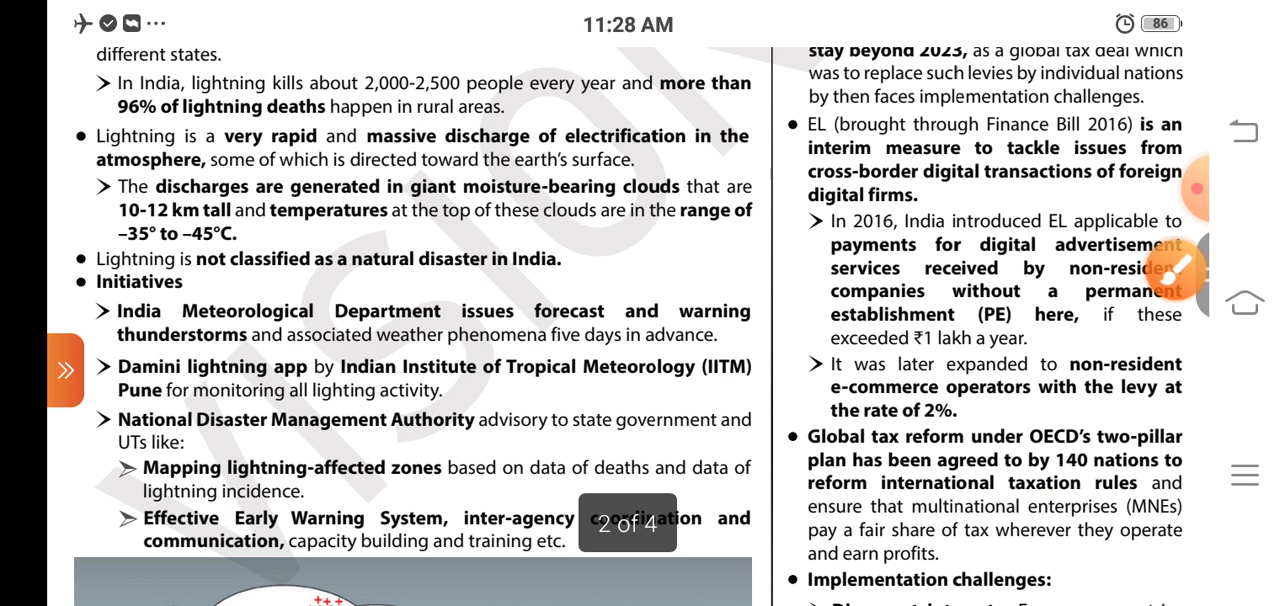 11:28 AM
86
different states.
➢ In India, lightning kills about 2,000-2,500 people every year and more than
96% of lightning deaths happen in rural areas.
● Lightning is a very rapid and massive discharge of electrification in the
atmosphere, some of which is directed toward the earth's surface.
➢ The discharges are generated in giant moisture-bearing clouds that are
10-12 km tall and temperatures at the top of these clouds are in the range of
–35° to –45°C.
● Lightning is not classified as a natural disaster in India.
● Initiatives
➢ India Meteorological Department issues forecast and warning
thunderstorms and associated weather phenomena five days in advance.
➢ Damini lightning app by Indian Institute of Tropical Meteorology (IITM)
Pune for monitoring all lighting activity.
➢ National Disaster Management Authority advisory to state government and
UTs like:
➢ Mapping lightning-affected zones based on data of deaths and data of
lightning incidence.
➢ Effective Early Warning System, inter-agency coordination and
communication, capacity building and training etc.
2 of 4
stay beyond 2023, as a global tax deal which
was to replace such levies by individual nations
by then faces implementation challenges.
● EL (brought through Finance Bill 2016) is an
interim measure to tackle issues from
cross-border digital transactions of foreign
digital firms.
➢ In 2016, India introduced EL applicable to
payments for digital advertisement
services received by non-resident
companies without a permanent
establishment (PE) here, if these
exceeded ₹1 lakh a year.
➢ It was later expanded to non-resident
e-commerce operators with the levy at
the rate of 2%.
● Global tax reform under OECD's two-pillar
plan has been agreed to by 140 nations to
reform international taxation rules and
ensure that multinational enterprises (MNEs)
pay a fair share of tax wherever they operate
and earn profits.
● Implementation challenges:
VISION